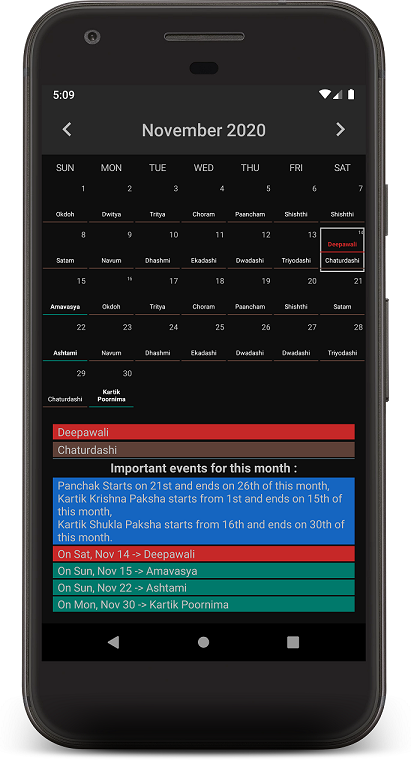 5:09
November 2020
SUN MON TUE WED THU FRI SAT
1 2 3 4 5 6 7
Okdoh Dwitya Tritya Choram Paancham Shishthi Shishthi
8 9 10 11 12 13 14
Deepawali
Satam Navum Dhashmi Ekadashi Dwadashi Triyodashi Chaturdashi
15 16 17 18 19 20 21
Amavasya Okdoh Tritya Choram Paancham Shishthi Satam
22 23 24 25 26 27 28
Ashtami Navum Dhashmi Ekadashi Dwadashi Dwadashi Triyodashi
29 30
Chaturdashi Kartik
Poornima
Deepawali
Chaturdashi
Important events for this month :
Panchak Starts on 21st and ends on 26th of this month,
Kartik Krishna Paksha starts from 1st and ends on 15th of
this month,
Kartik Shukla Paksha starts from 16th and ends on 30th of
this month.
On Sat, Nov 14 -> Deepawali
On Sun, Nov 15 -> Amavasya
On Sun, Nov 22 -> Ashtami
On Mon, Nov 30 -> Kartik Poornima